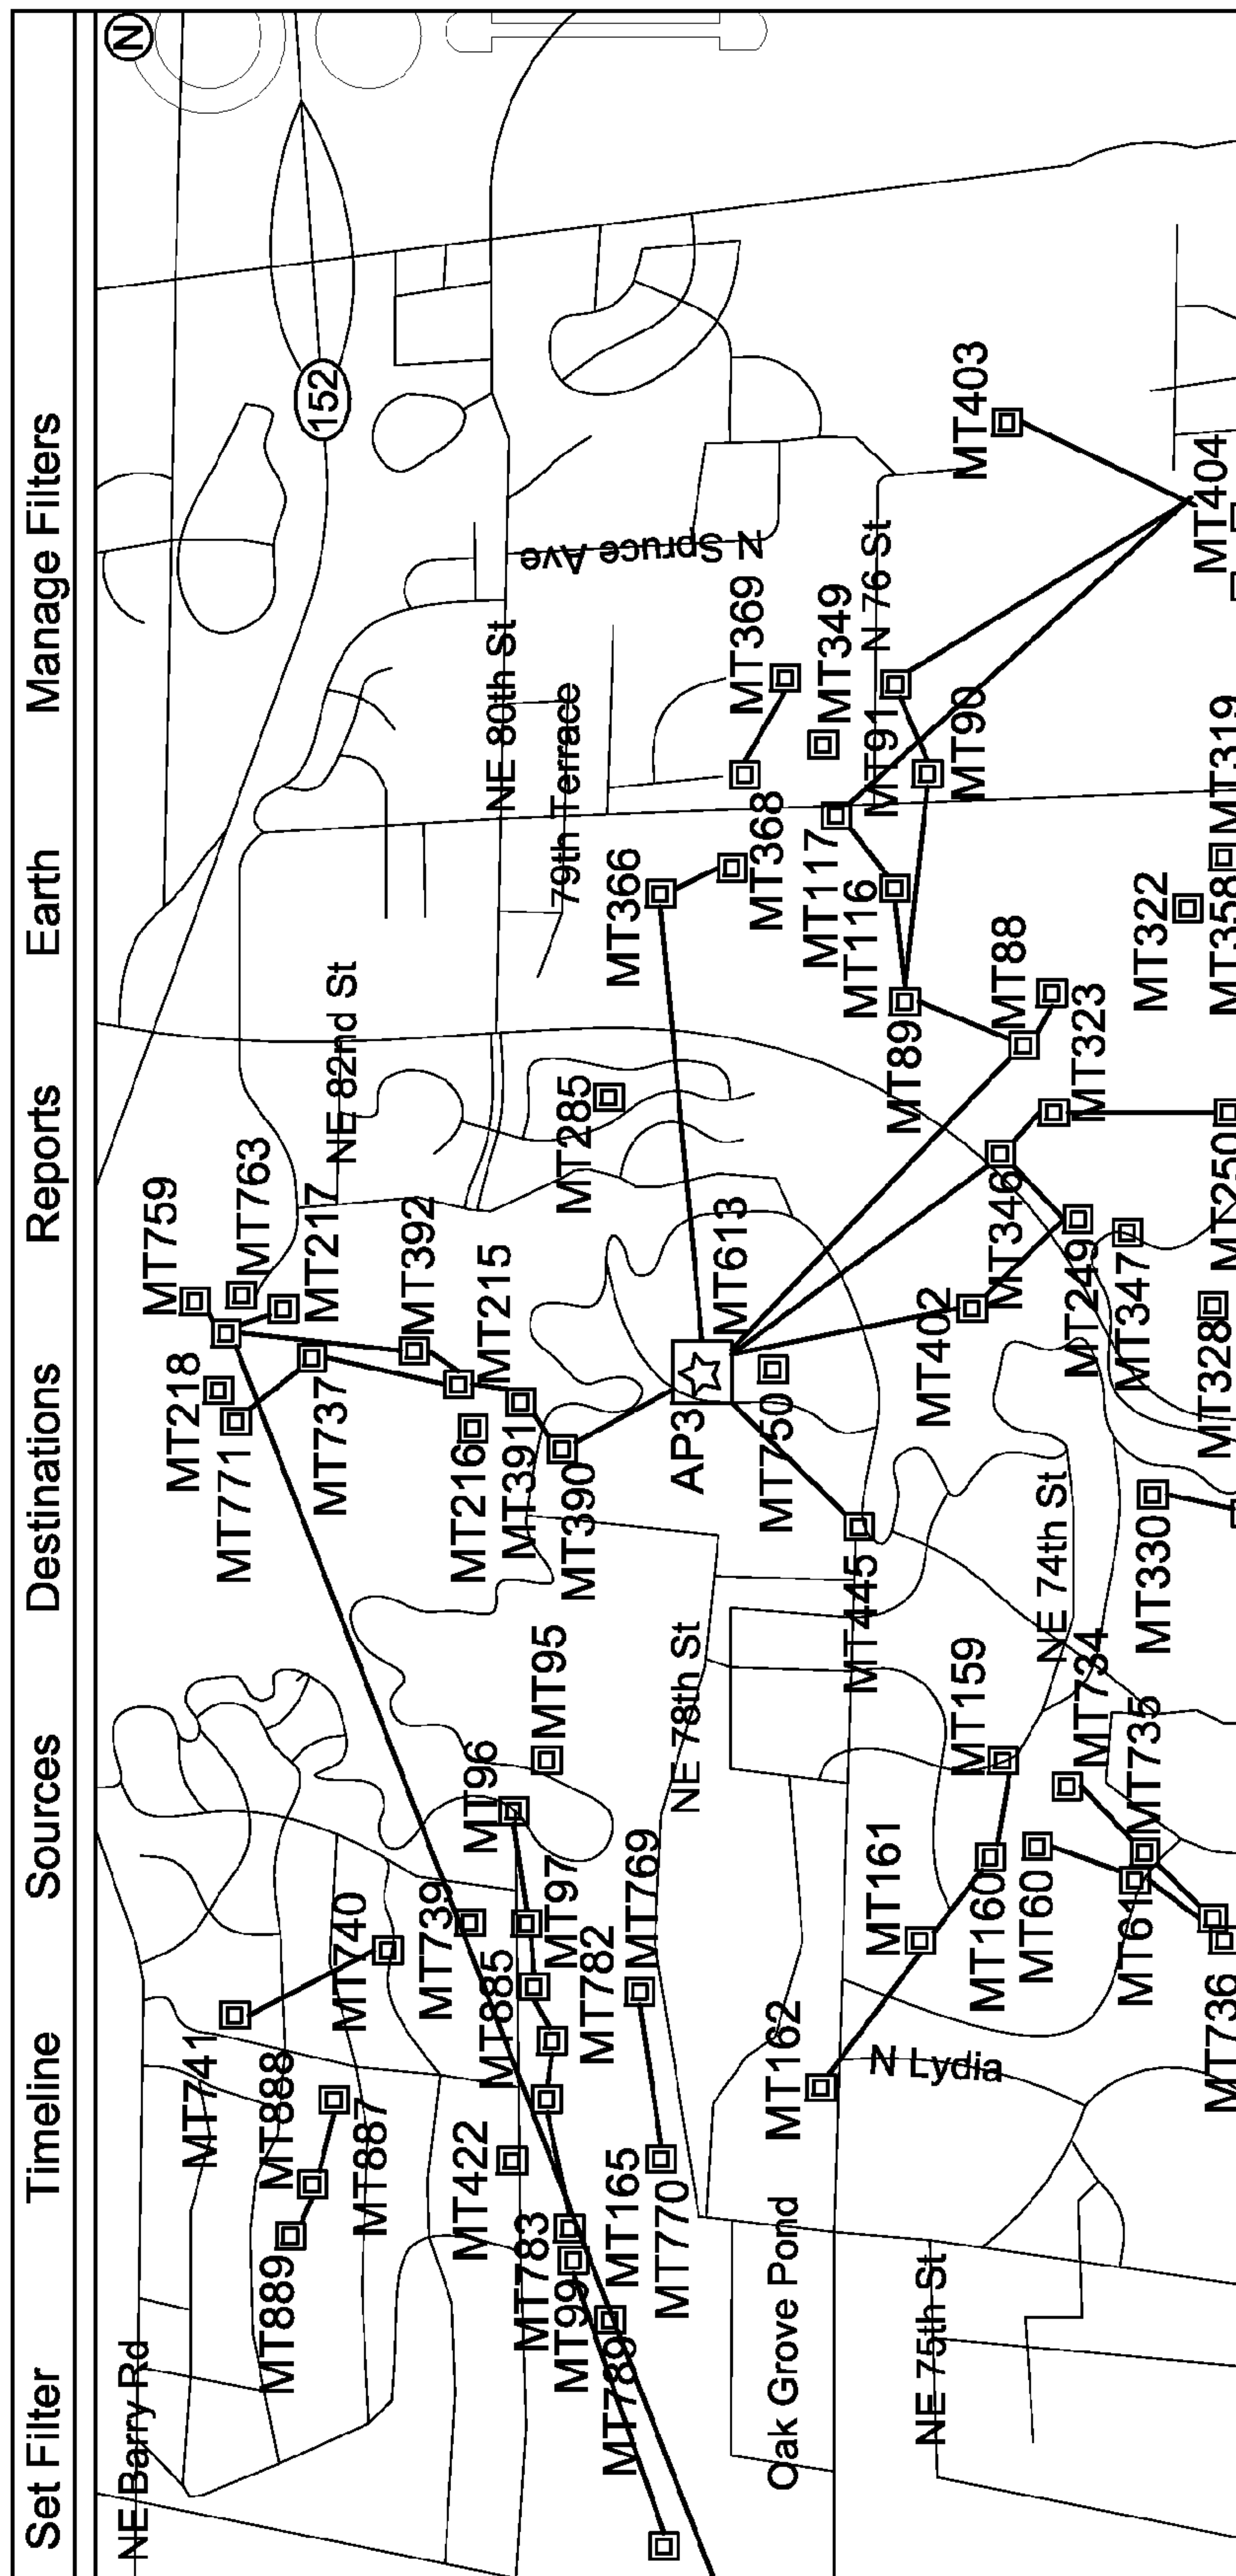 Set Filter
Timeline
Sources
Destinations
Reports
Earth
Manage Filters
N
NE Barry Rd
152
MT759
MT763
MT218
MT217
MT771
MT737
MT741
MT740
MT888
MT889
MT887
NE 82nd St
MT392
MT215
MT216
MT391
MT390
MT739
MT96
MT95
MT885
MT97
MT422
MT782
MT783
MT99
MT165
MT789
MT769
MT770
NE 80th St
79th Terrace
N Spruce Ave
MT285
MT366
MT368
MT369
MT349
N 76 St
MT613
AP3
MT750
NE 78th St
MT445
MT117
MT116
MT91
MT90
MT403
MT404
MT89
MT88
MT323
MT346
MT402
MT249
MT347
MT250
MT322
MT358
MT319
MT328
MT330
NE 74th St
MT734
MT735
MT159
MT161
MT160
MT60
MT61
MT736
MT162
N Lydia
Oak Grove Pond
NE 75th St